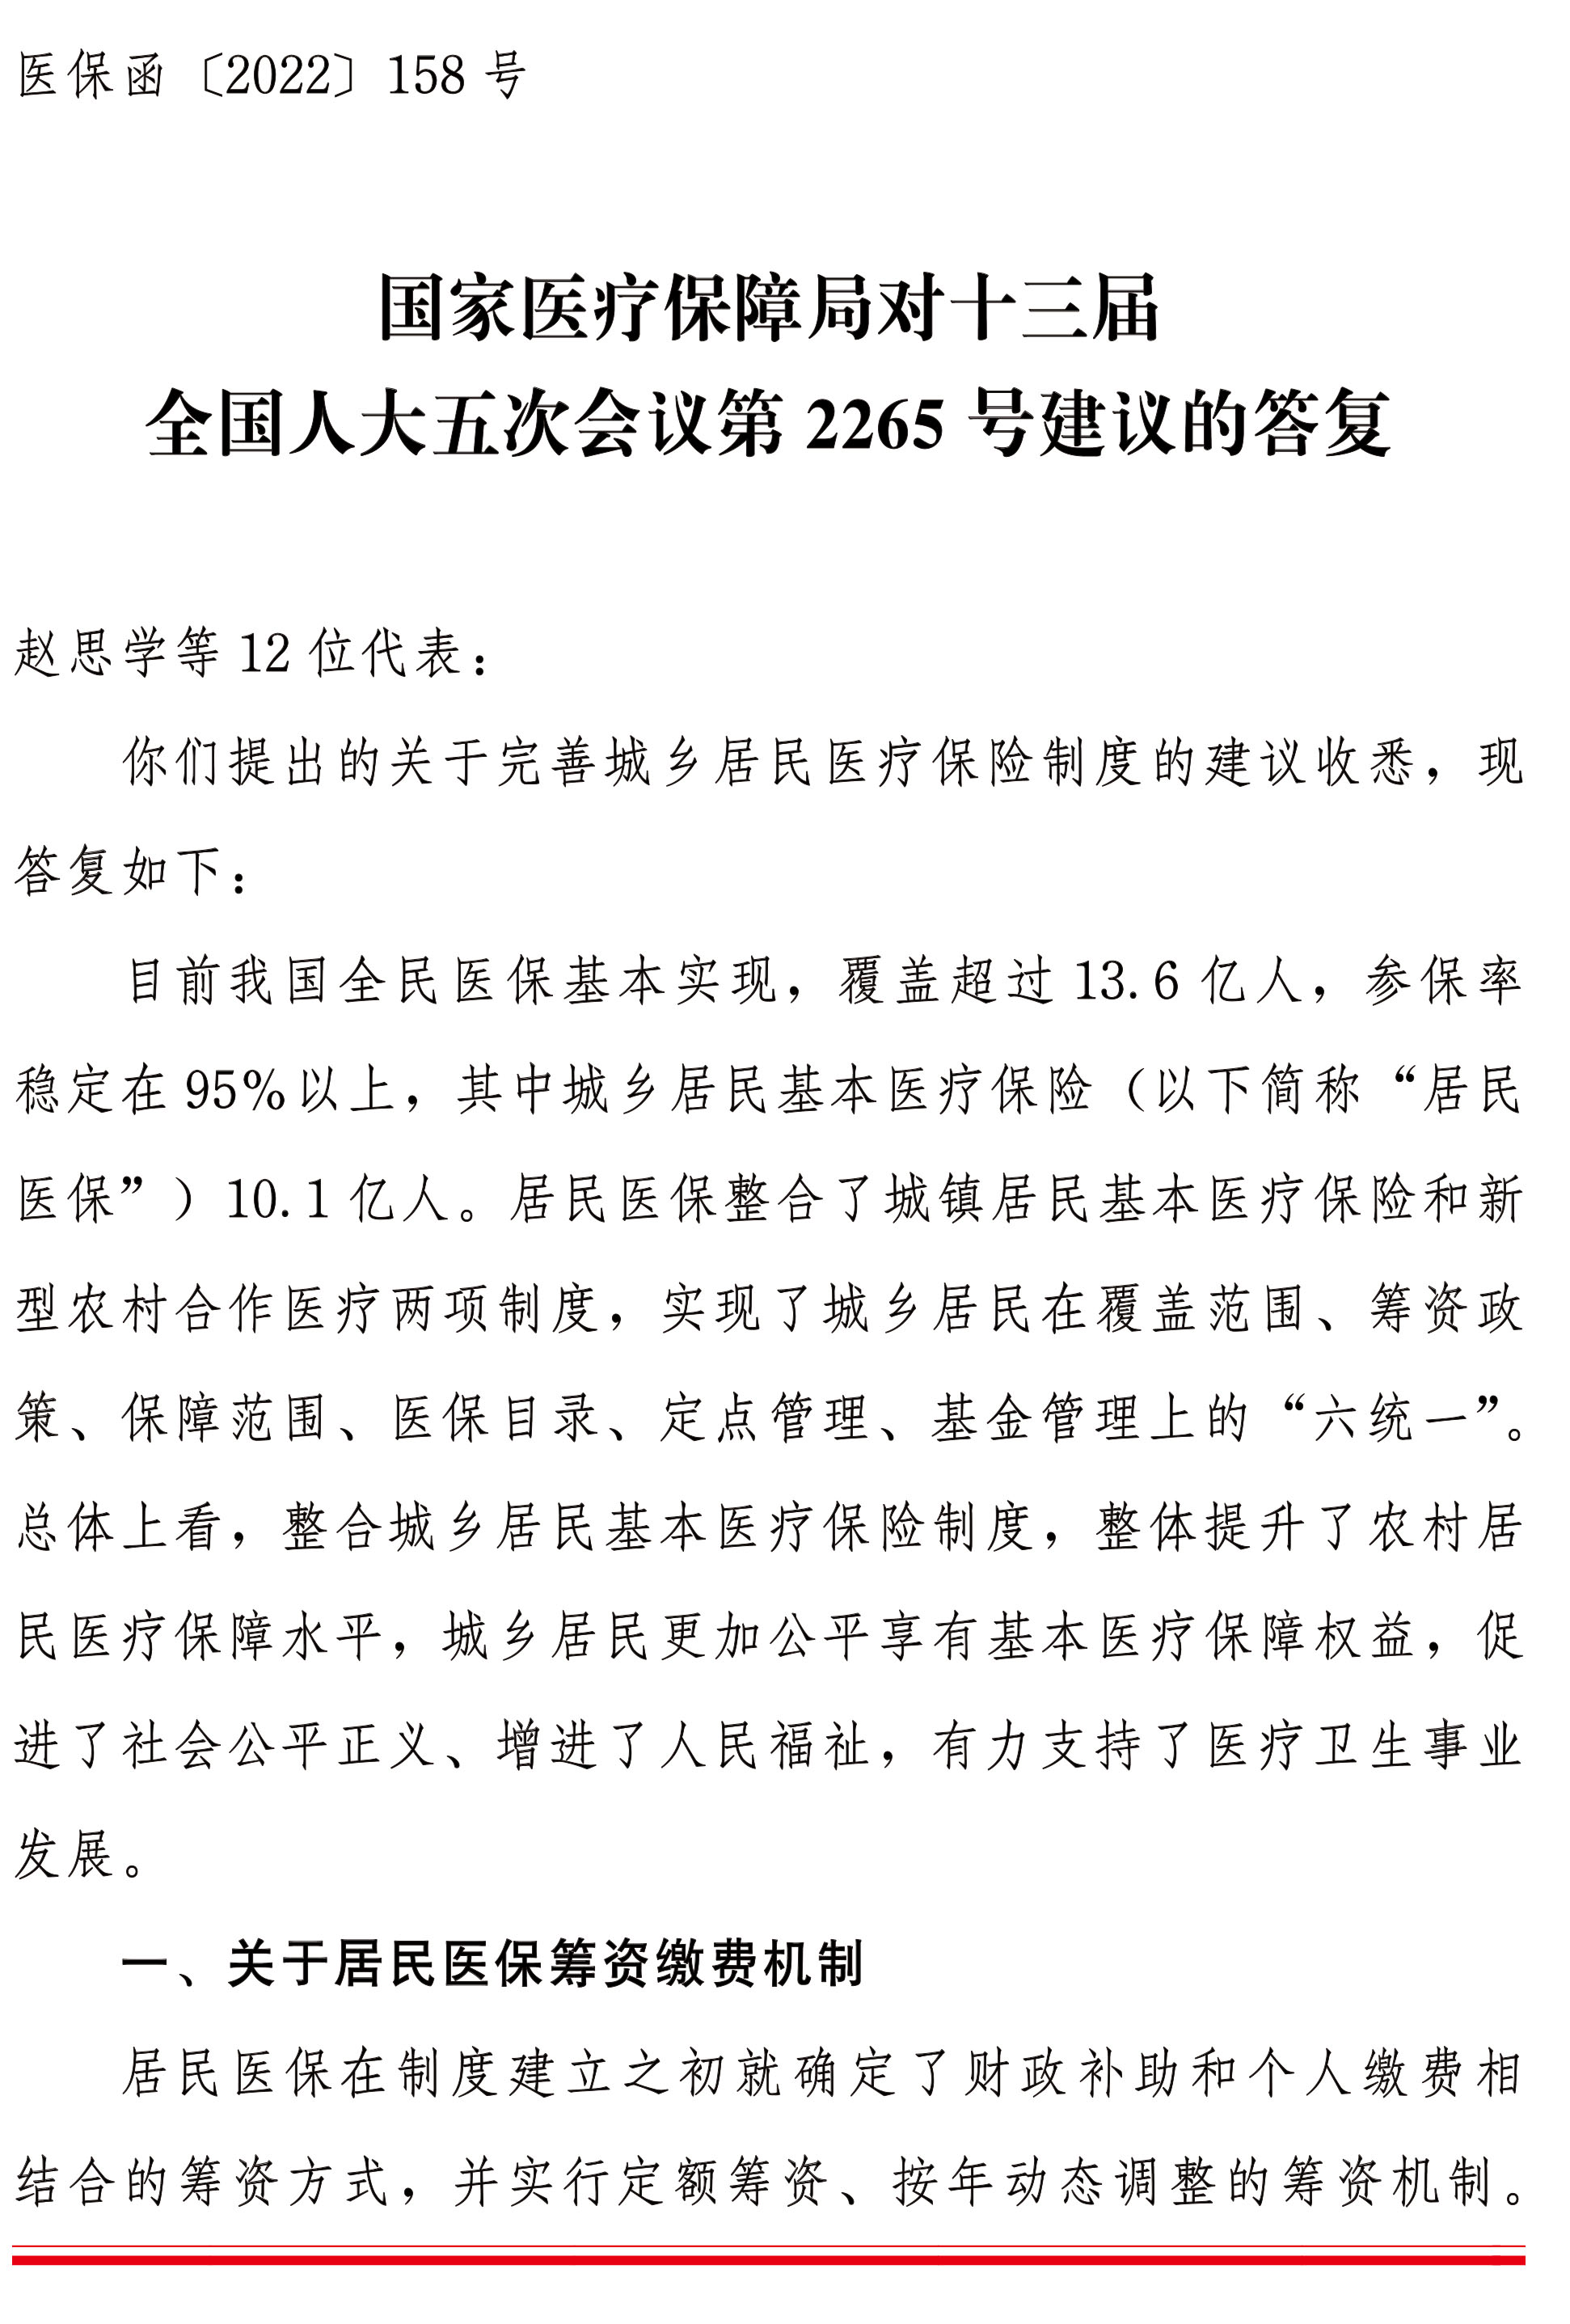 医保函〔2022〕158 号
国家医疗保障局对十三届
全国人大五次会议第 2265 号建议的答复
赵思学等 12 位代表：
你们提出的关于完善城乡居民医疗保险制度的建议收悉，现
答复如下：
目前我国全民医保基本实现，覆盖超过 13.6 亿人，参保率
稳定在 95%以上，其中城乡居民基本医疗保险（以下简称“居民
医保”）10.1 亿人。居民医保整合了城镇居民基本医疗保险和新
型农村合作医疗两项制度，实现了城乡居民在覆盖范围、筹资政
策、保障范围、医保目录、定点管理、基金管理上的“六统一”。
总体上看，整合城乡居民基本医疗保险制度，整体提升了农村居
民医疗保障水平，城乡居民更加公平享有基本医疗保障权益，促
进了社会公平正义、增进了人民福祉，有力支持了医疗卫生事业
发展。
一、关于居民医保筹资缴费机制
居民医保在制度建立之初就确定了财政补助和个人缴费相
结合的筹资方式，并实行定额筹资、按年动态调整的筹资机制。